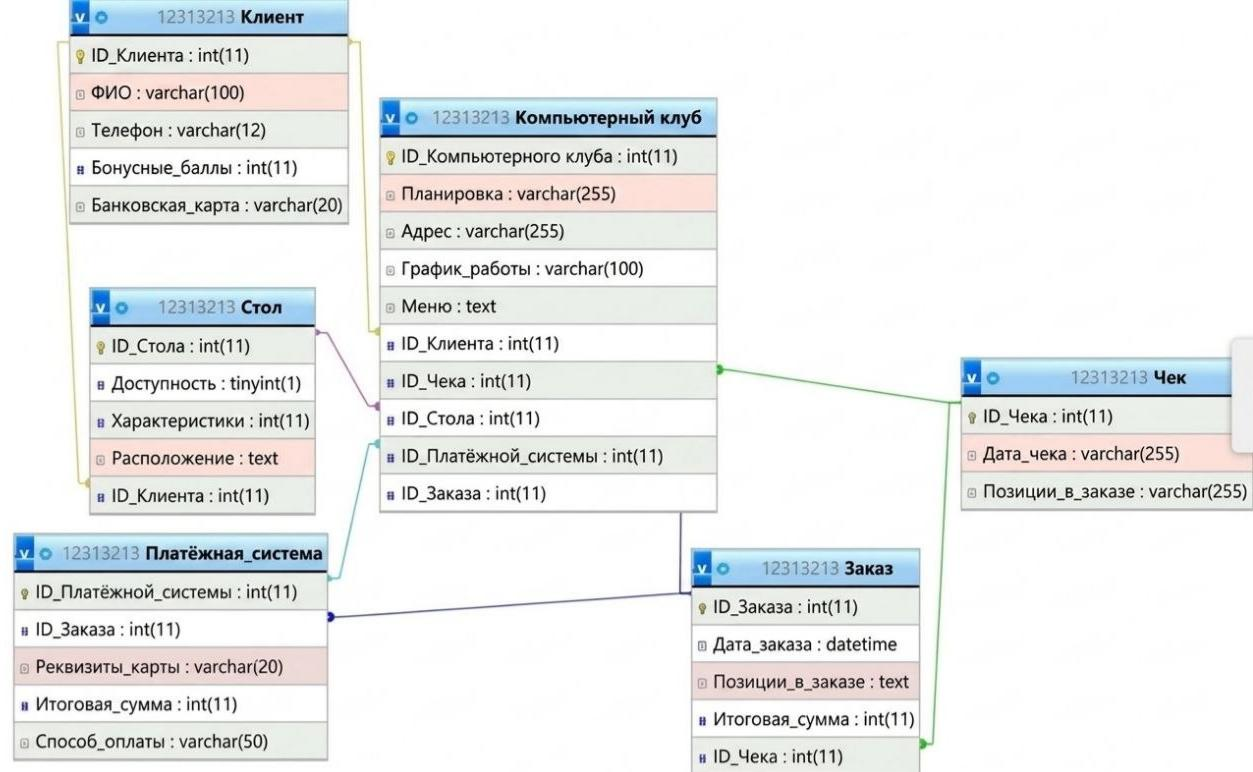 12313213 Клиент
ID_Клиента : int(11)
ФИО : varchar(100)
Телефон : varchar(12)
Бонусные_баллы : int(11)
Банковская_карта : varchar(20)
12313213 Компьютерный клуб
ID_Компьютерного клуба : int(11)
Планировка : varchar(255)
Адрес : varchar(255)
График_работы : varchar(100)
Меню : text
ID_Клиента : int(11)
ID_Чека : int(11)
ID_Стола : int(11)
ID_Платёжной_системы : int(11)
ID_Заказа : int(11)
12313213 Стол
ID_Стола : int(11)
Доступность : tinyint(1)
Характеристики : int(11)
Расположение : text
ID_Клиента : int(11)
12313213 Чек
ID_Чека : int(11)
Дата_чека : varchar(255)
Позиции_в_заказе : varchar(255)
12313213 Платёжная_система
ID_Платёжной_системы : int(11)
ID_Заказа : int(11)
Реквизиты_карты : varchar(20)
Итоговая_сумма : int(11)
Способ_оплаты : varchar(50)
12313213 Заказ
ID_Заказа : int(11)
Дата_заказа : datetime
Позиции_в_заказе : text
Итоговая_сумма : int(11)
ID_Чека : int(11)